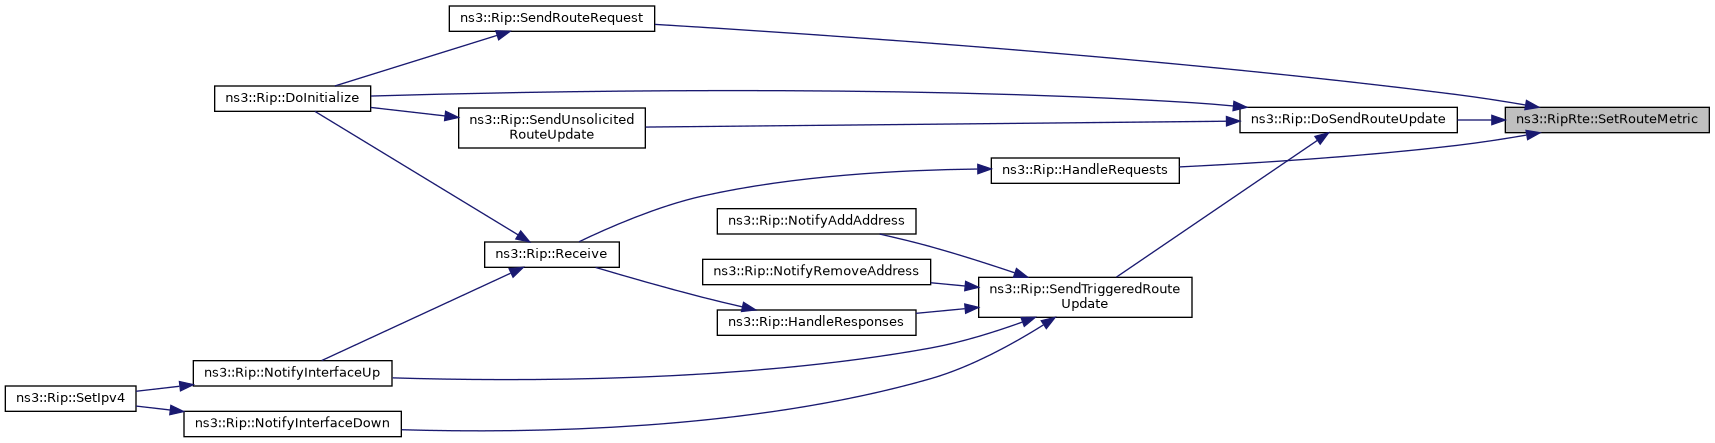 ns3::Rip::SendRouteRequest
ns3::Rip::DoInitialize
ns3::Rip::SendUnsolicited
RouteUpdate
ns3::Rip::DoSendRouteUpdate
ns3::RipRte::SetRouteMetric
ns3::Rip::HandleRequests
ns3::Rip::NotifyAddAddress
ns3::Rip::Receive
ns3::Rip::NotifyRemoveAddress
ns3::Rip::SendTriggeredRoute
Update
ns3::Rip::HandleResponses
ns3::Rip::NotifyInterfaceUp
ns3::Rip::SetIpv4
ns3::Rip::NotifyInterfaceDown